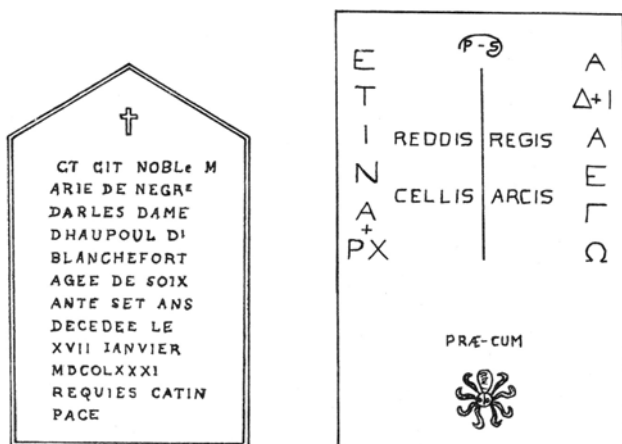 CT GIT NOBLe M
ARIE DE NEGRe
DARLES DAME
DHAUPOUL Di
BLANCHEFORT
AGEE DE SOIX
ANTE SET ANS
DECEDEE LE
XVII IANVIER
MDCOLXXXI
REQUIES CATIN
PACE
P-S
E
T
I
N
A
+
PX
REDDIS REGIS
CELLIS ARCIS
Α
Δ+Ι
Α
Ε
Γ
Ω
PRÆ-CUM